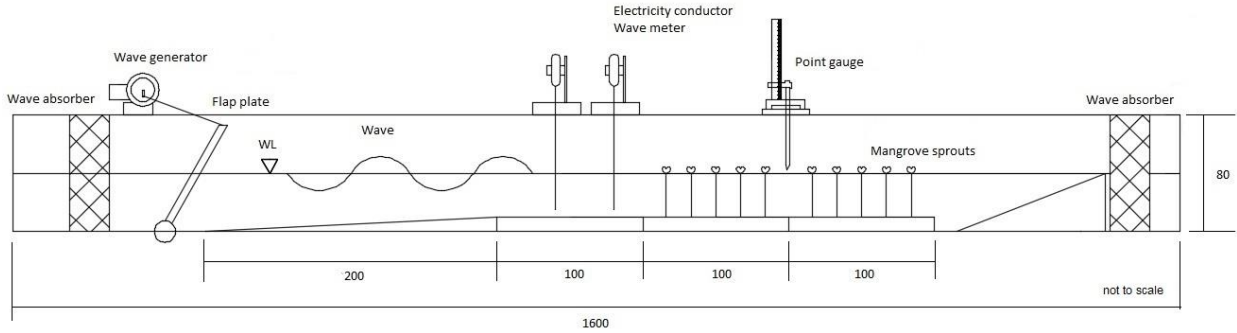 Electricity conductor
Wave meter
Wave generator
Point gauge
Wave absorber
Flap plate
Wave absorber
Wave
WL
Mangrove sprouts
80
200
100
100
100
not to scale
1600